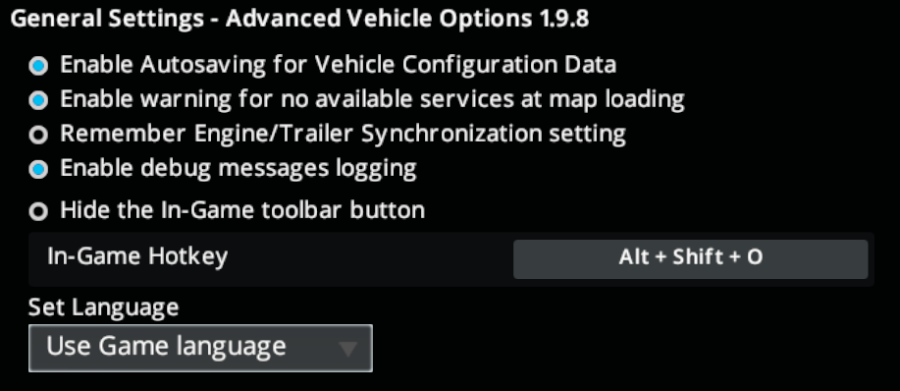 General Settings - Advanced Vehicle Options 1.9.8
Enable Autosaving for Vehicle Configuration Data
Enable warning for no available services at map loading
Remember Engine/Trailer Synchronization setting
Enable debug messages logging
Hide the In-Game toolbar button
In-Game Hotkey Alt + Shift + O
Set Language
Use Game language